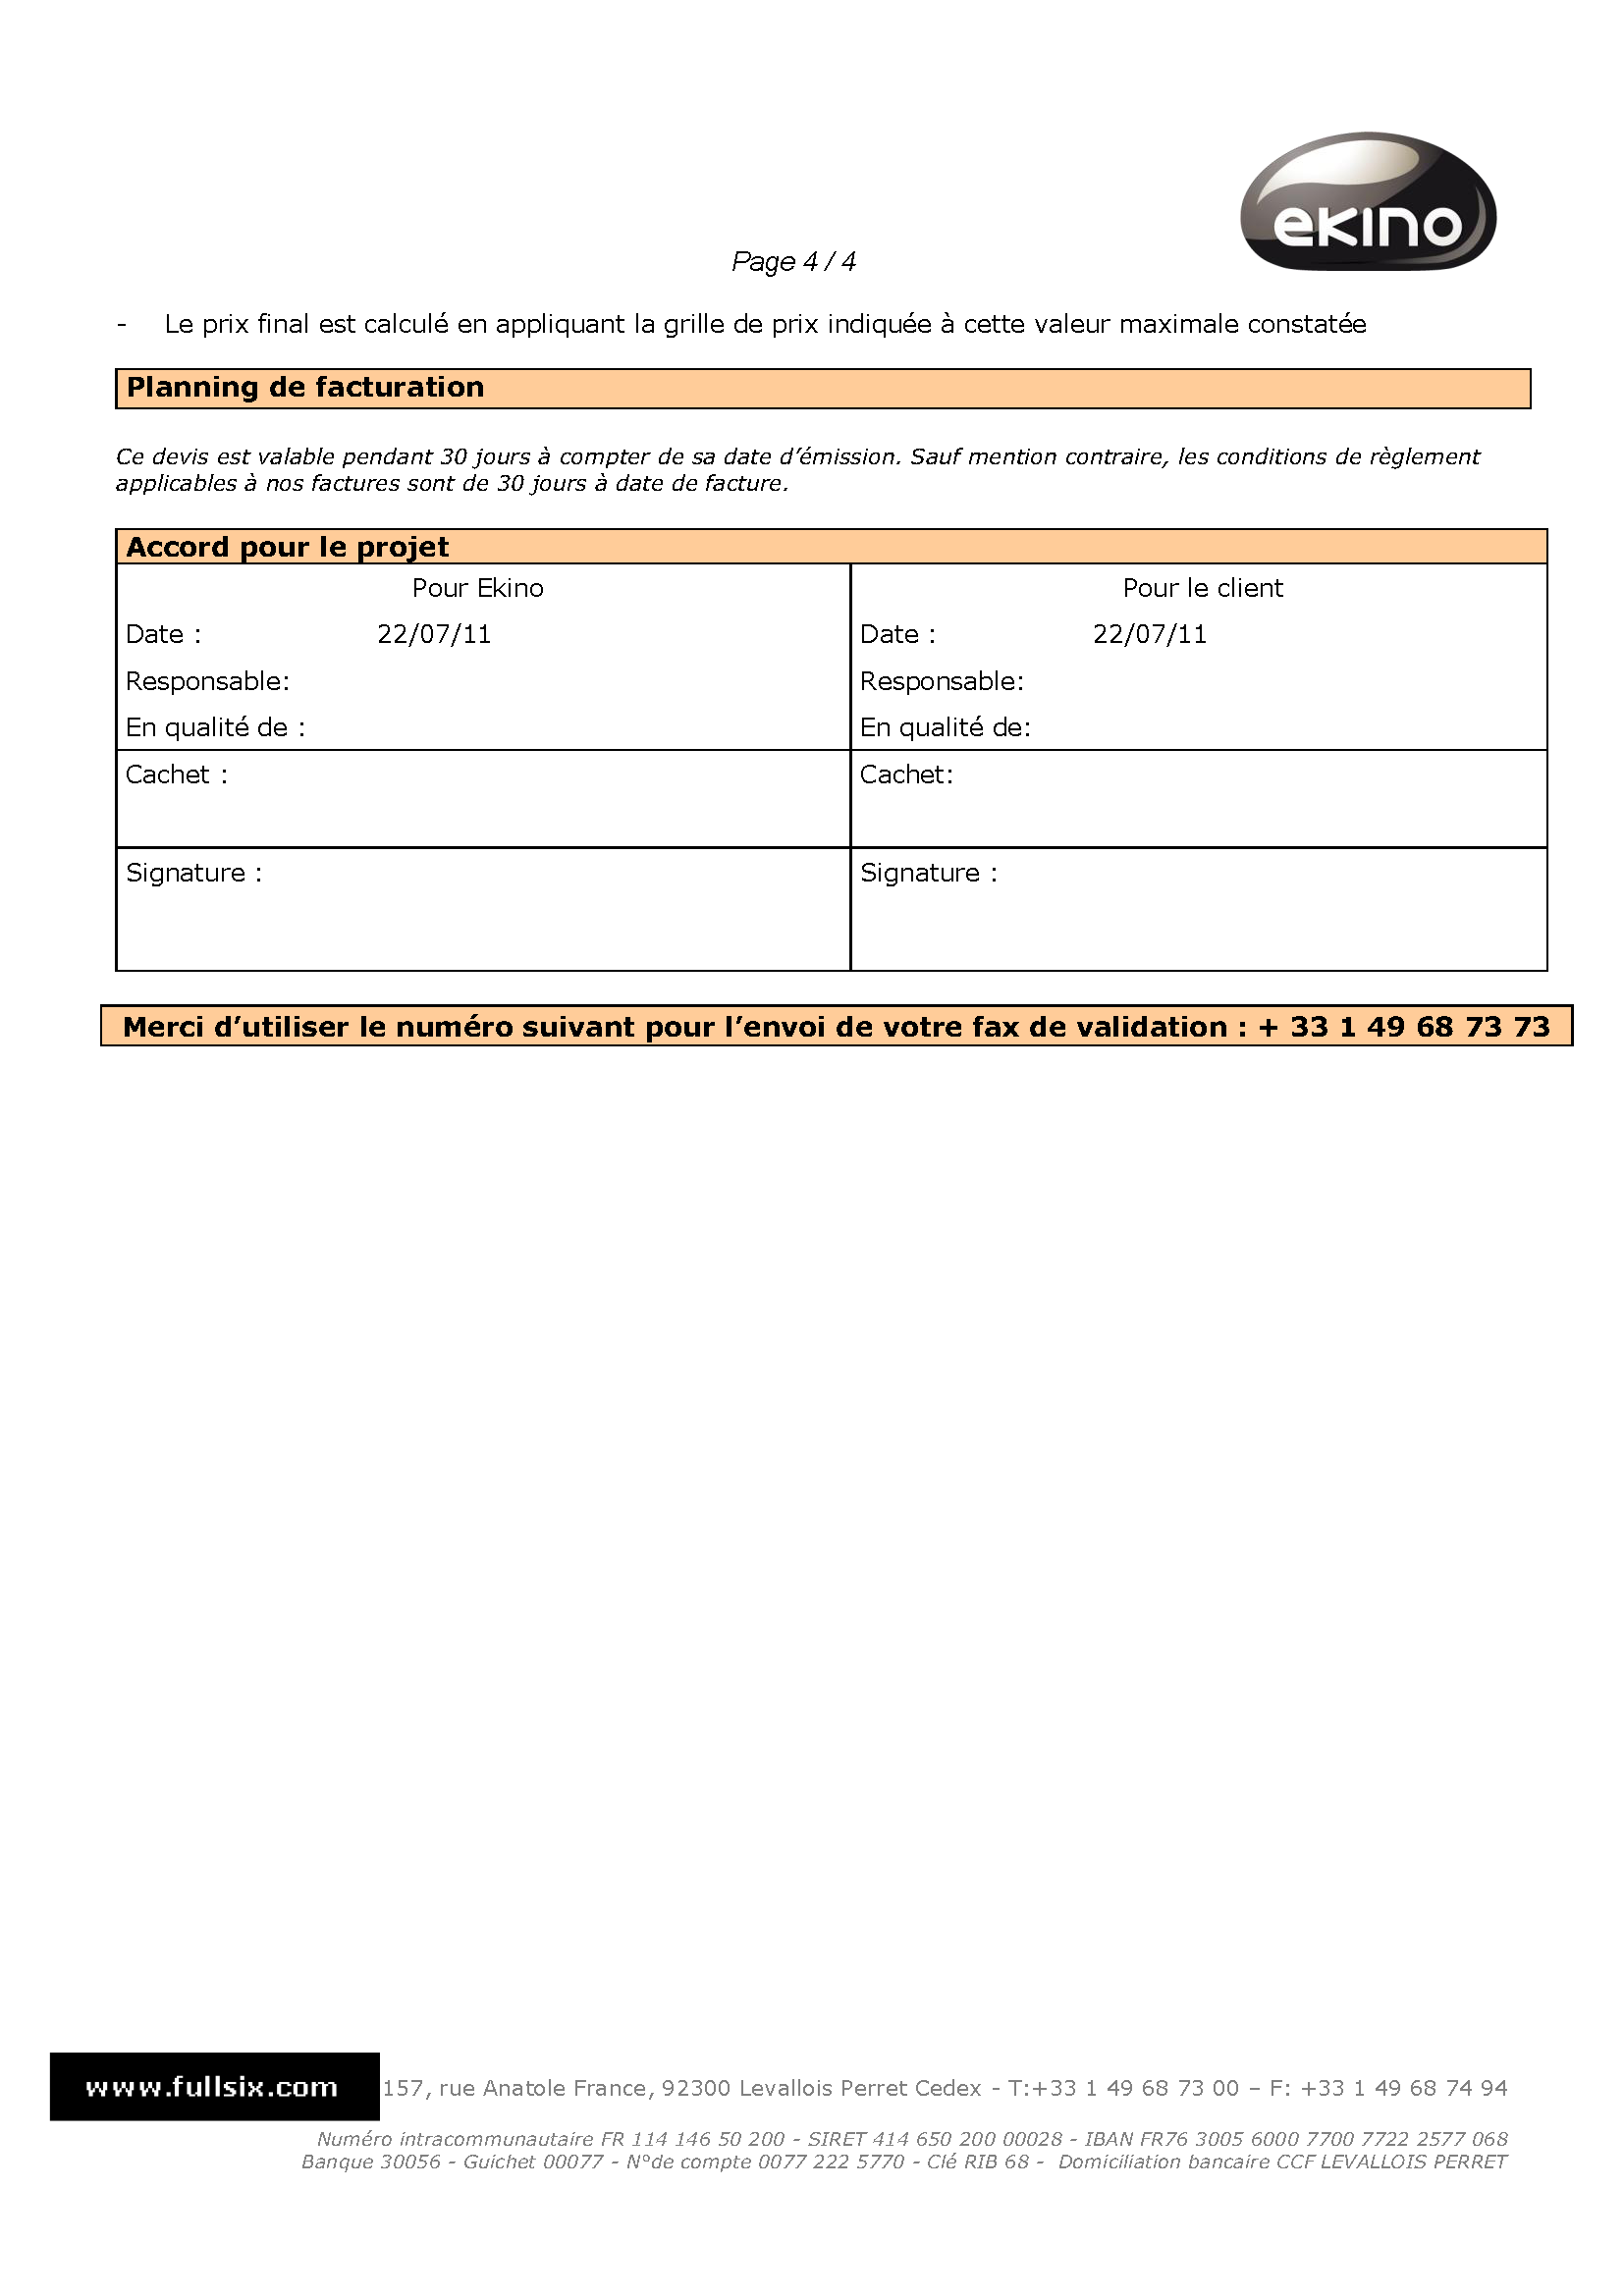 ekino
Page 4 / 4
- Le prix final est calculé en appliquant la grille de prix indiquée à cette valeur maximale constatée
Planning de facturation
Ce devis est valable pendant 30 jours à compter de sa date d’émission. Sauf mention contraire, les conditions de règlement
applicables à nos factures sont de 30 jours à date de facture.
Accord pour le projet
Pour Ekino
Date : 22/07/11
Responsable:
En qualité de :
Pour le client
Date : 22/07/11
Responsable:
En qualité de:
Cachet :
Cachet:
Signature :
Signature :
Merci d’utiliser le numéro suivant pour l’envoi de votre fax de validation : + 33 1 49 68 73 73
www.fullsix.com 157, rue Anatole France, 92300 Levallois Perret Cedex - T:+33 1 49 68 73 00 – F: +33 1 49 68 74 94
Numéro intracommunautaire FR 114 146 50 200 - SIRET 414 650 200 00028 - IBAN FR76 3005 6000 7700 7722 2577 068
Banque 30056 - Guichet 00077 - N°de compte 0077 222 5770 - Clé RIB 68 - Domiciliation bancaire CCF LEVALLOIS PERRET